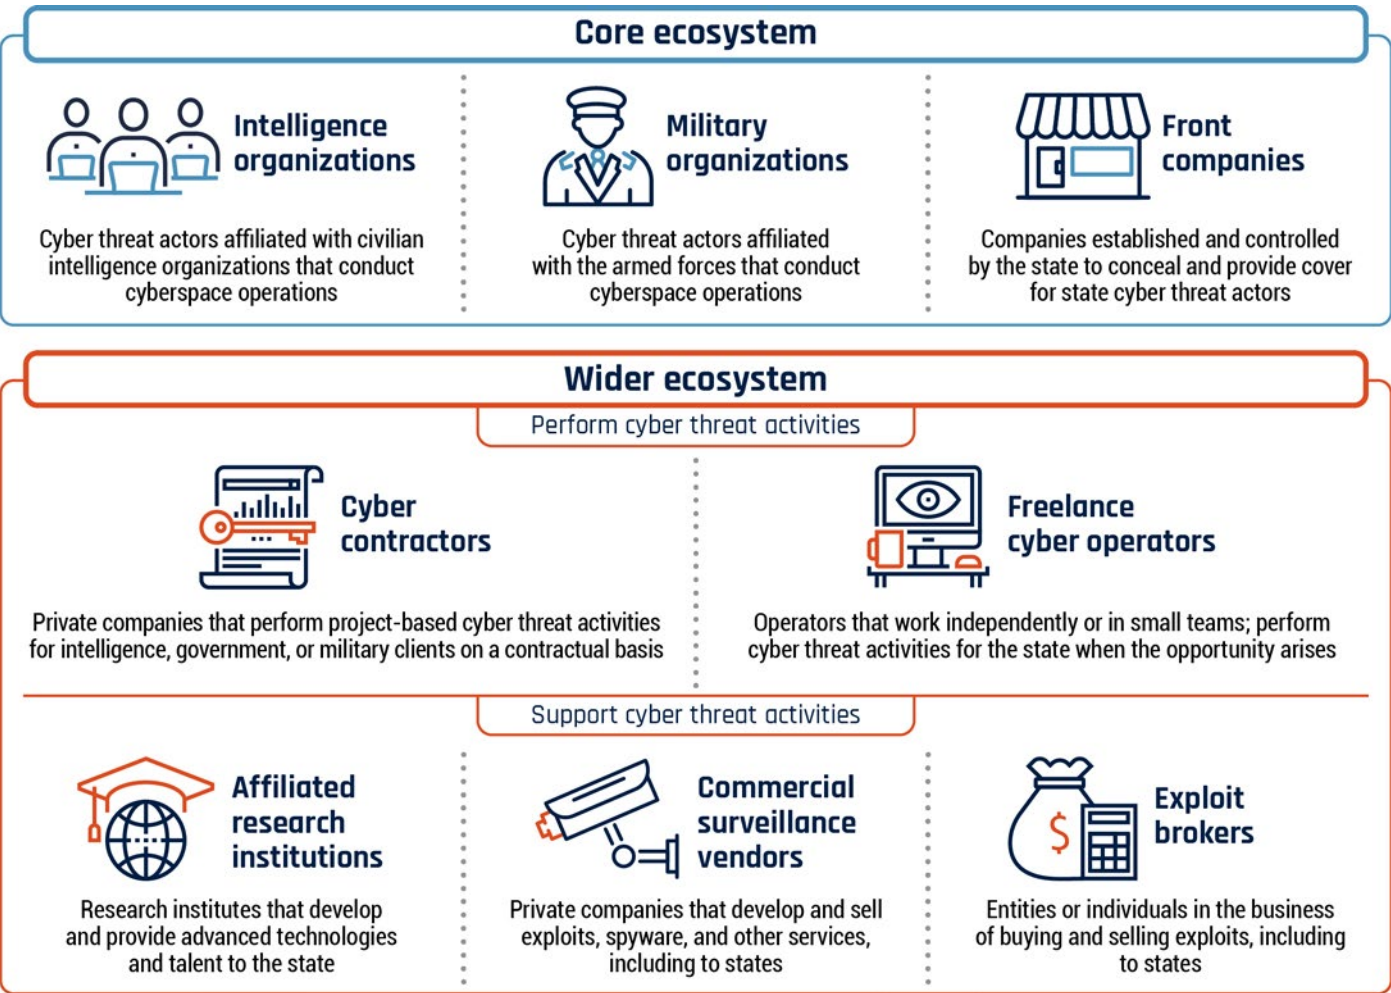 Core ecosystem
Intelligence
organizations
Cyber threat actors affiliated with civilian
intelligence organizations that conduct
cyberspace operations
Military
organizations
Cyber threat actors affiliated
with the armed forces that conduct
cyberspace operations
Front
companies
Companies established and controlled
by the state to conceal and provide cover
for state cyber threat actors
Wider ecosystem
Perform cyber threat activities
Cyber
contractors
Private companies that perform project-based cyber threat activities
for intelligence, government, or military clients on a contractual basis
Freelance
cyber operators
Operators that work independently or in small teams; perform
cyber threat activities for the state when the opportunity arises
Support cyber threat activities
Affiliated
research
institutions
Research institutes that develop
and provide advanced technologies
and talent to the state
Commercial
surveillance
vendors
Private companies that develop and sell
exploits, spyware, and other services,
including to states
$
Exploit
brokers
Entities or individuals in the business
of buying and selling exploits, including
to states